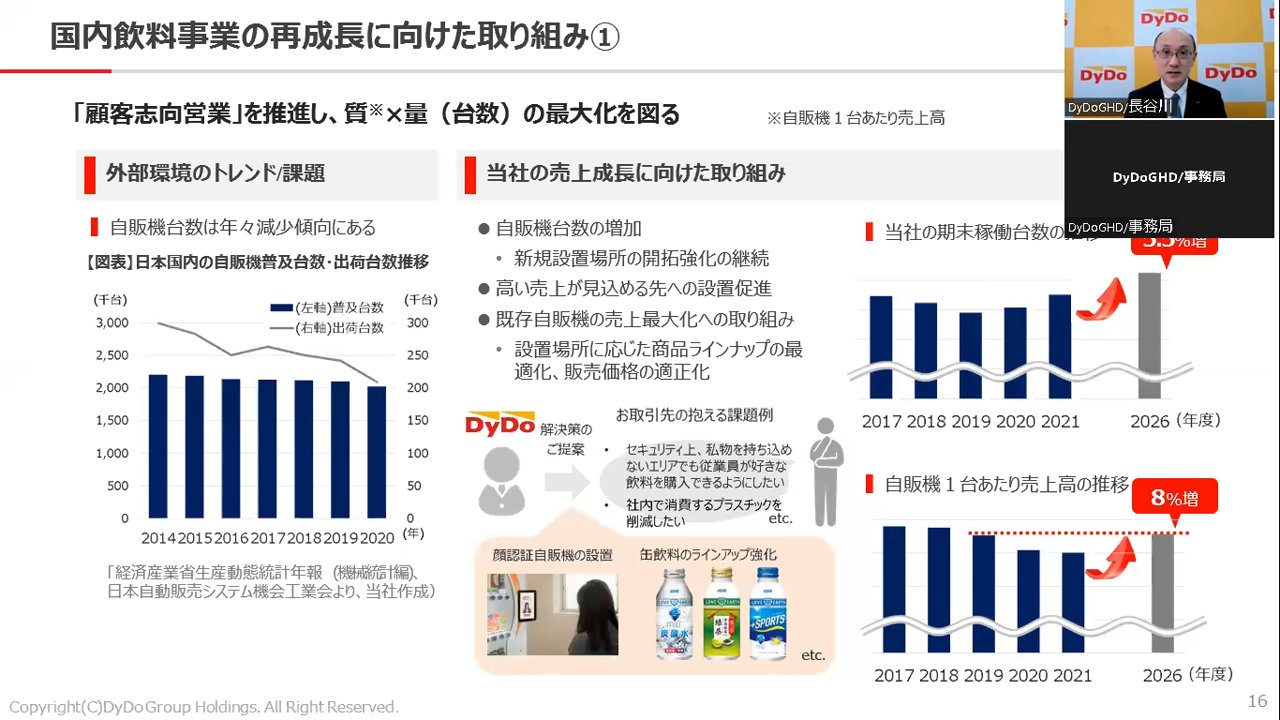 国内飲料事業の再成長に向けた取り組み①
DyDo
DyDo
DyDo
DyDoGHD/長谷川
DyDoGHD/事務局
DyDoGHD/事務局
「顧客志向営業」を推進し、質※×量（台数）の最大化を図る
※自販機１台あたり売上高
外部環境のトレンド/課題
自販機台数は年々減少傾向にある
【図表】日本国内の自販機普及台数・出荷台数推移
(千台)
(千台)
(左軸)普及台数
(右軸)出荷台数
3,000
2,500
2,000
1,500
1,000
500
0
300
250
200
150
100
50
0
2014 2015 2016 2017 2018 2019 2020 (年)
「経済産業省生産動態統計年報（機械統計編）、
日本自動販売システム機会工業会より、当社作成）
当社の売上成長に向けた取り組み
● 自販機台数の増加
• 新規設置場所の開拓強化の継続
● 高い売上が見込める先への設置促進
● 既存自販機の売上最大化への取り組み
• 設置場所に応じた商品ラインナップの最
適化、販売価格の適正化
DyDo
解決策の
ご提案
お取引先の抱える課題例
• セキュリティ上、私物を持ち込め
ないエリアでも従業員が好きな
飲料を購入できるようにしたい
• 社内で消費するプラスチックを
削減したい
etc.
顔認証自販機の設置
缶飲料のラインアップ強化
LOVE EARTH
miu
炭酸水
LOVE EARTH
緑茶
LOVE EARTH
+SPORTS
miu
etc.
当社の期末稼働台数の推移
%増
2017 2018 2019 2020 2021 2026（年度）
自販機１台あたり売上高の推移
8%増
2017 2018 2019 2020 2021 2026（年度）
Copyright(C)DyDo Group Holdings. All Right Reserved.
16